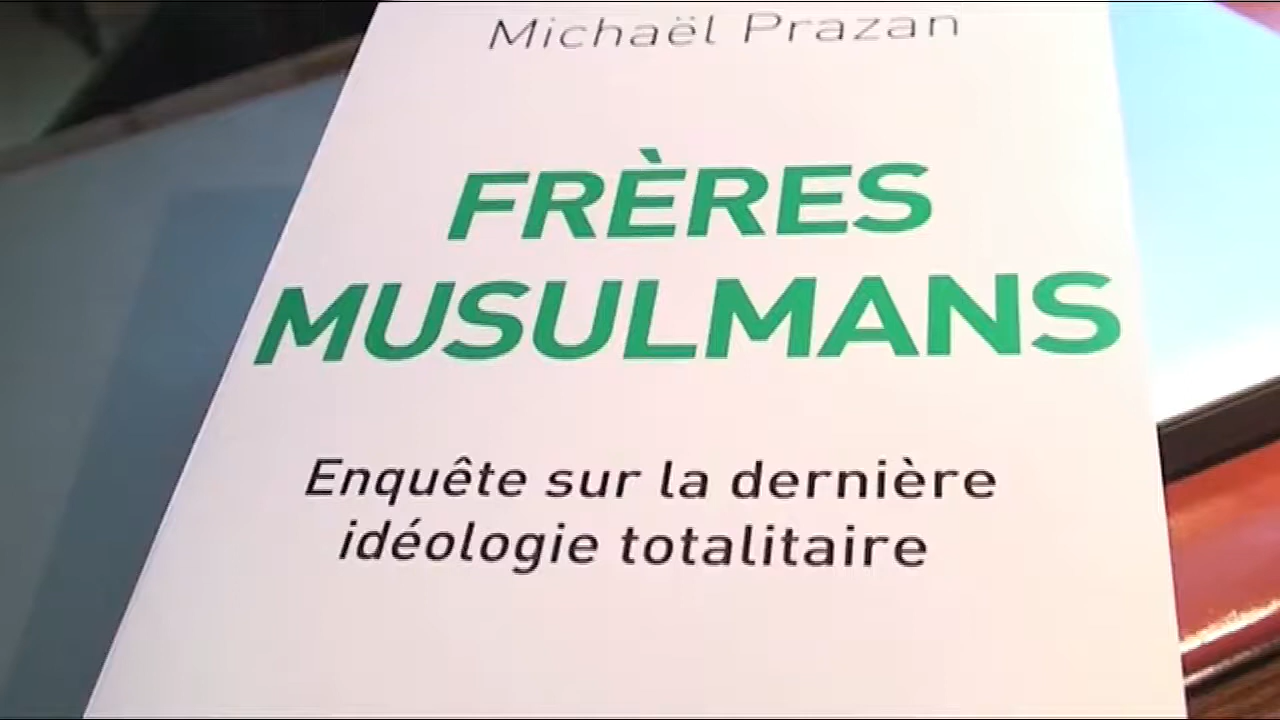 Michaël Prazan
FRÈRES
MUSULMANS
Enquête sur la dernière
idéologie totalitaire